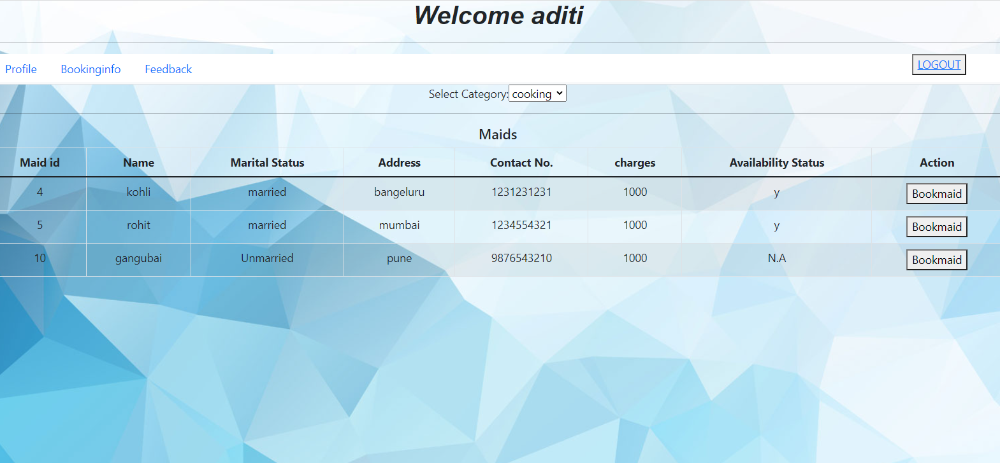 Welcome aditi
Profile Bookinginfo Feedback LOGOUT
Select Category:cooking
Maids
Maid id Name Marital Status Address Contact No. charges Availability Status Action
4 kohli married bangeluru 1231231231 1000 y Bookmaid
5 rohit married mumbai 1234554321 1000 y Bookmaid
10 gangubai Unmarried pune 9876543210 1000 N.A Bookmaid